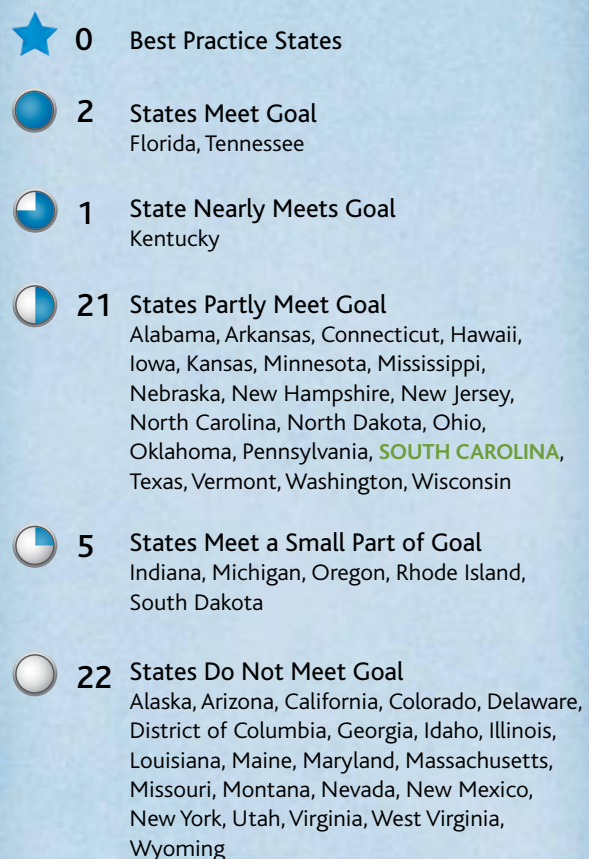 0 Best Practice States
2 States Meet Goal
Florida, Tennessee
1 State Nearly Meets Goal
Kentucky
21 States Partly Meet Goal
Alabama, Arkansas, Connecticut, Hawaii,
Iowa, Kansas, Minnesota, Mississippi,
Nebraska, New Hampshire, New Jersey,
North Carolina, North Dakota, Ohio,
Oklahoma, Pennsylvania, SOUTH CAROLINA,
Texas, Vermont, Washington, Wisconsin
5 States Meet a Small Part of Goal
Indiana, Michigan, Oregon, Rhode Island,
South Dakota
22 States Do Not Meet Goal
Alaska, Arizona, California, Colorado, Delaware,
District of Columbia, Georgia, Idaho, Illinois,
Louisiana, Maine, Maryland, Massachusetts,
Missouri, Montana, Nevada, New Mexico,
New York, Utah, Virginia, West Virginia,
Wyoming